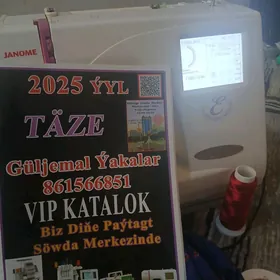 JANOME
2025 ÝYL
TÄZE
Güljemal Ýakalar
861566851
VIP KATALOK
Biz Diňe Paýtagt
Söwda Merkezinde